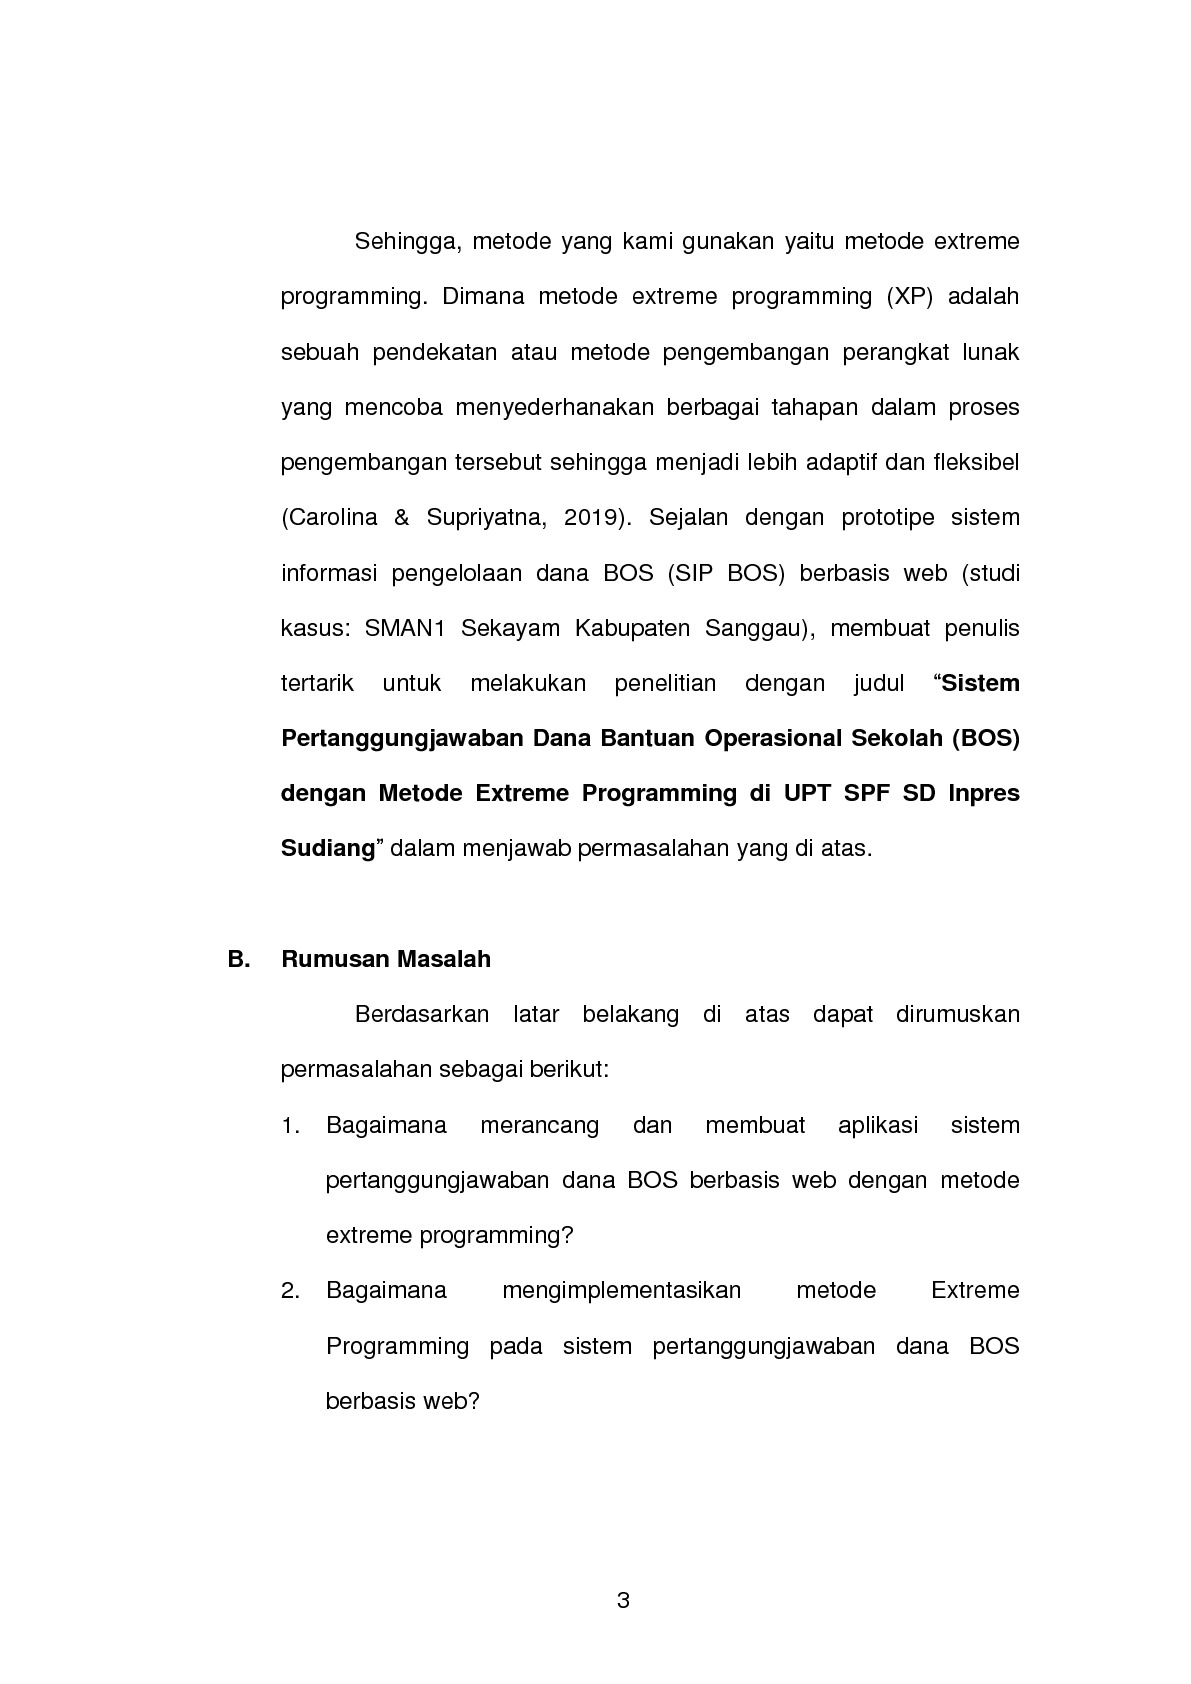 Sehingga, metode yang kami gunakan yaitu metode extreme
programming. Dimana metode extreme programming (XP) adalah
sebuah pendekatan atau metode pengembangan perangkat lunak
yang mencoba menyederhanakan berbagai tahapan dalam proses
pengembangan tersebut sehingga menjadi lebih adaptif dan fleksibel
(Carolina & Supriyatna, 2019). Sejalan dengan prototipe sistem
informasi pengelolaan dana BOS (SIP BOS) berbasis web (studi
kasus: SMAN1 Sekayam Kabupaten Sanggau), membuat penulis
tertarik untuk melakukan penelitian dengan judul “Sistem
Pertanggungjawaban Dana Bantuan Operasional Sekolah (BOS)
dengan Metode Extreme Programming di UPT SPF SD Inpres
Sudiang” dalam menjawab permasalahan yang di atas.
B. Rumusan Masalah
Berdasarkan latar belakang di atas dapat dirumuskan
permasalahan sebagai berikut:
1. Bagaimana merancang dan membuat aplikasi sistem
pertanggungjawaban dana BOS berbasis web dengan metode
extreme programming?
2. Bagaimana mengimplementasikan metode Extreme
Programming pada sistem pertanggungjawaban dana BOS
berbasis web?
3